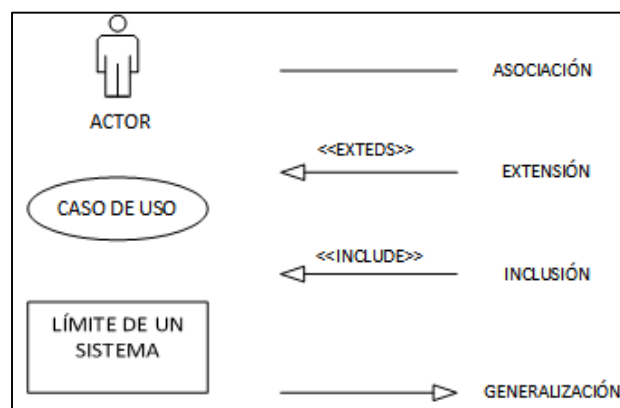 ACTOR
ASOCIACIÓN
<<EXTEDS>>
EXTENSIÓN
CASO DE USO
<<INCLUDE>>
INCLUSIÓN
LÍMITE DE UN
SISTEMA
GENERALIZACIÓN